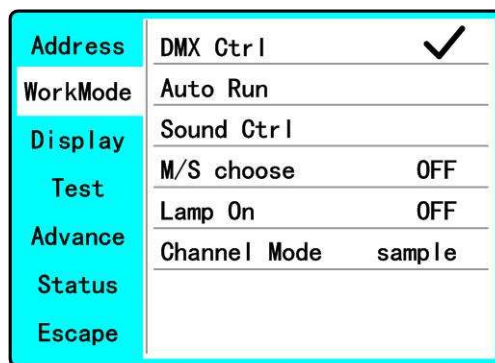 Address
WorkMode
Display
Test
Advance
Status
Escape
DMX Ctrl
Auto Run
Sound Ctrl
M/S choose OFF
Lamp On OFF
Channel Mode sample